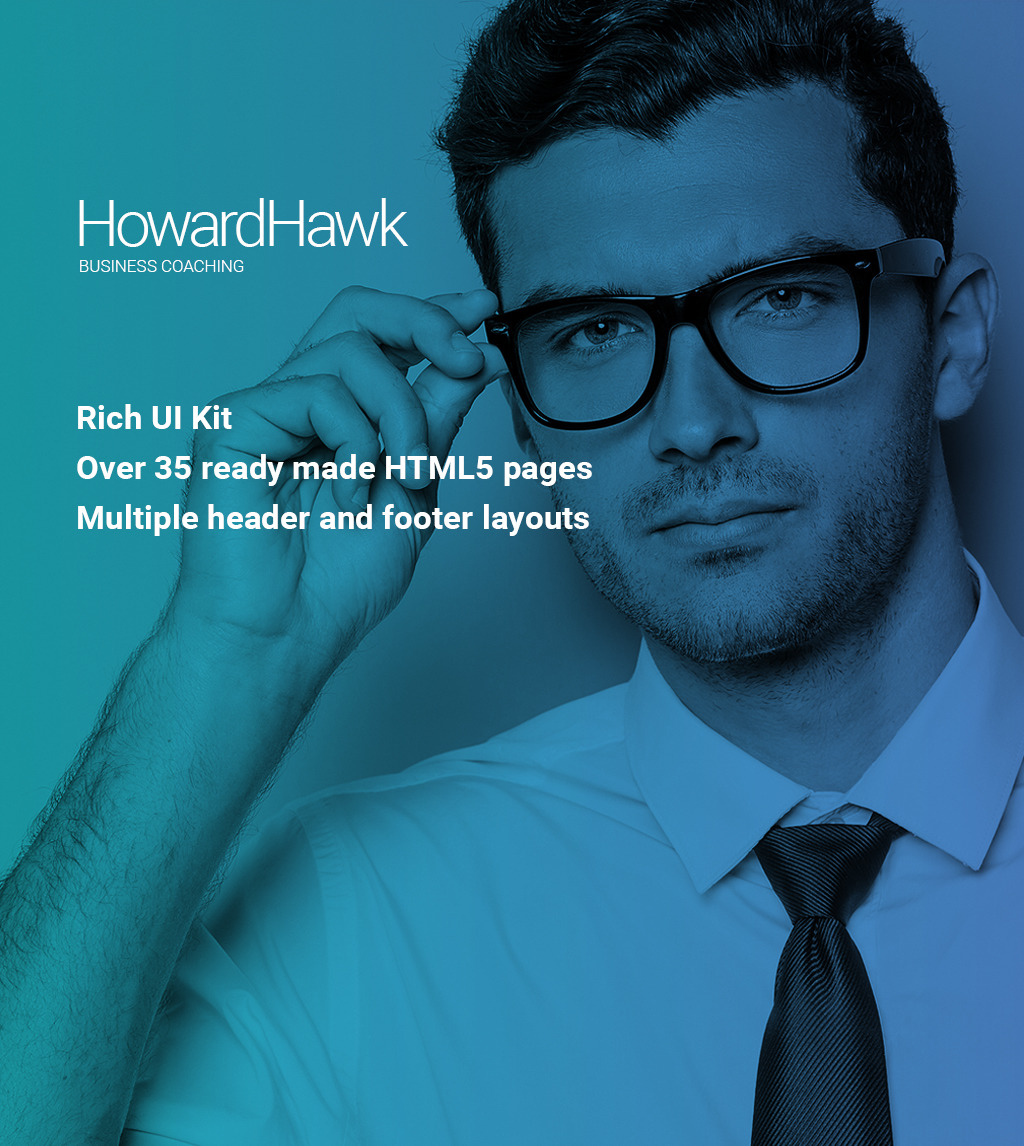 HowardHawk
BUSINESS COACHING
Rich UI Kit
Over 35 ready made HTML5 pages
Multiple header and footer layouts